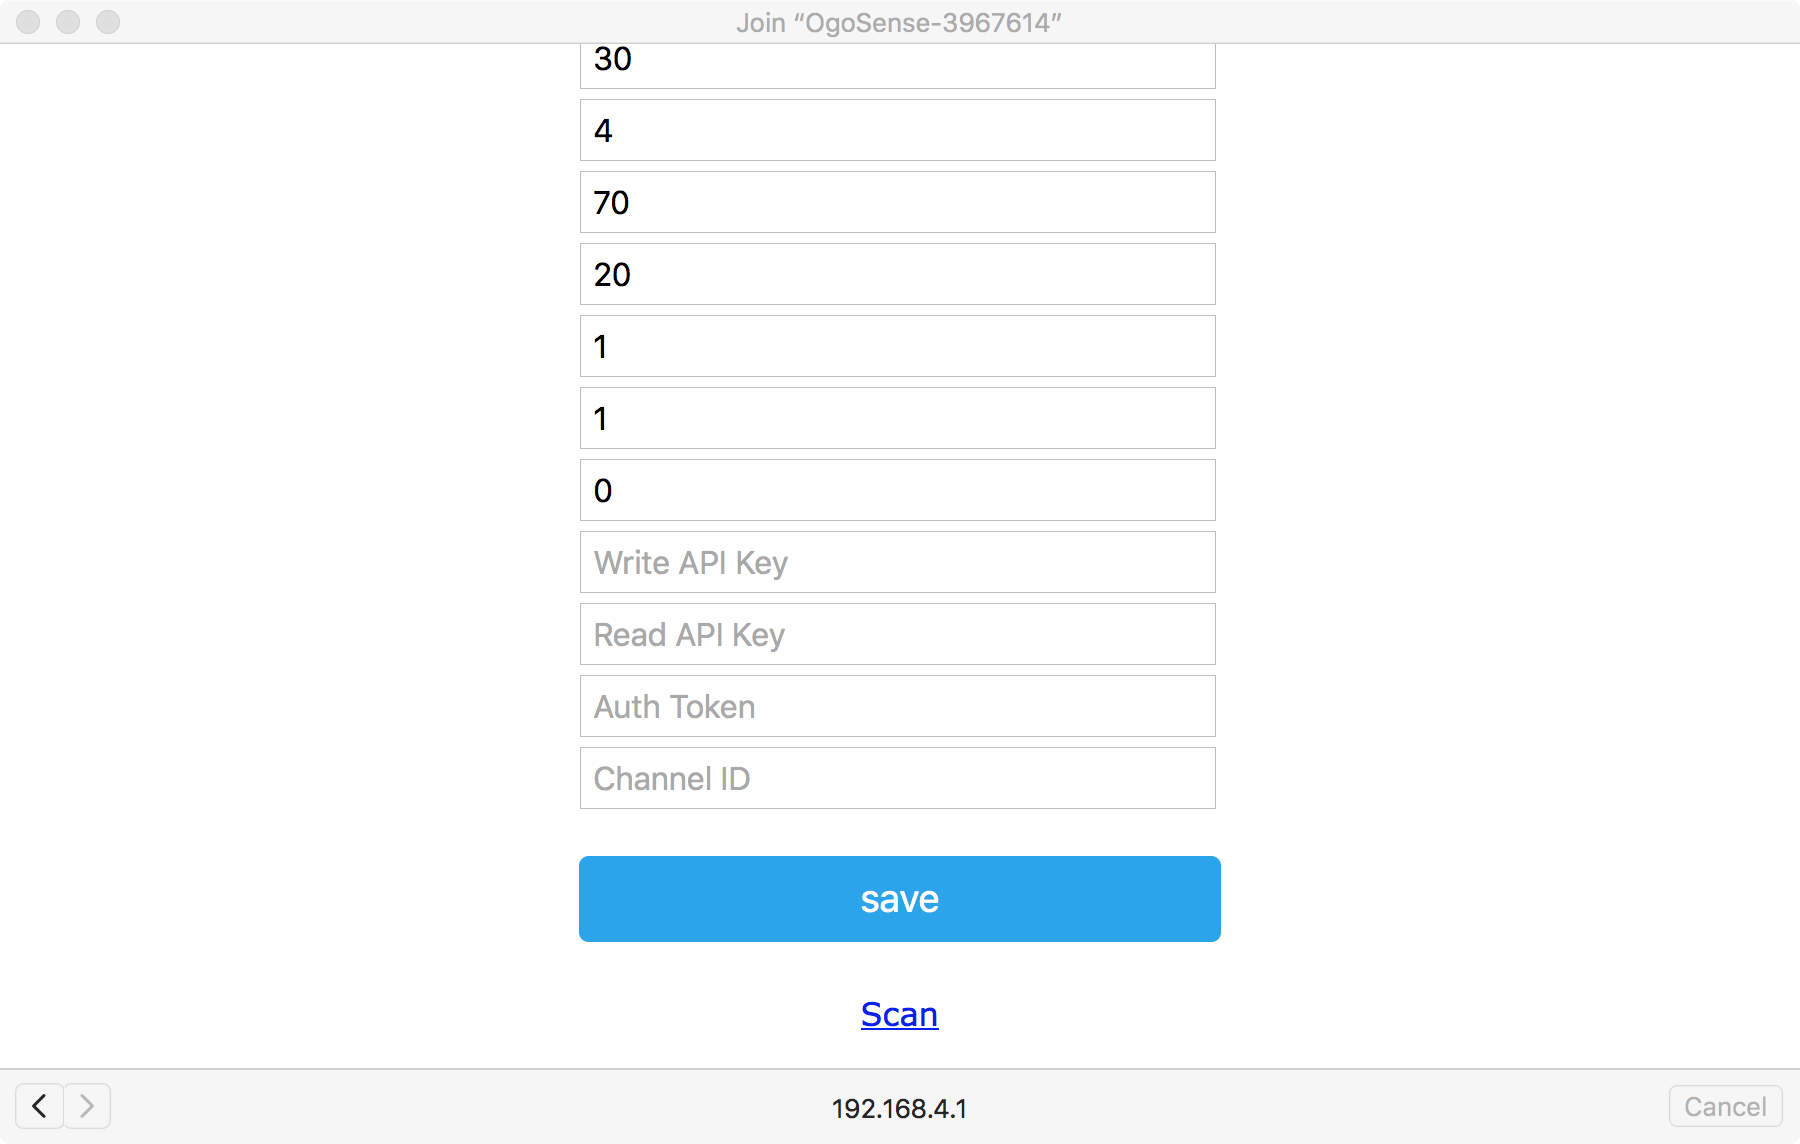 Join “OgoSense-3967614”
30
4
70
20
1
1
0
Write API Key
Read API Key
Auth Token
Channel ID
save
Scan
192.168.4.1
Cancel